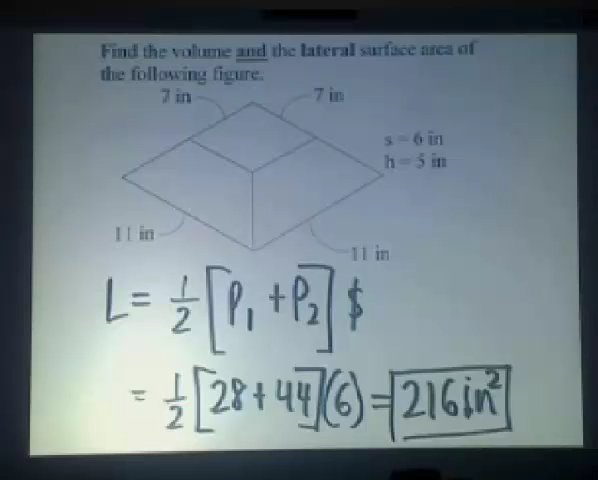 Find the volume and the lateral surface area of
the following figure.
7 in 7 in
s = 6 in
h = 5 in
11 in
11 in
L = 1/2 [P₁ + P₂] $
= 1/2 [28 + 44](6) = 216 in²